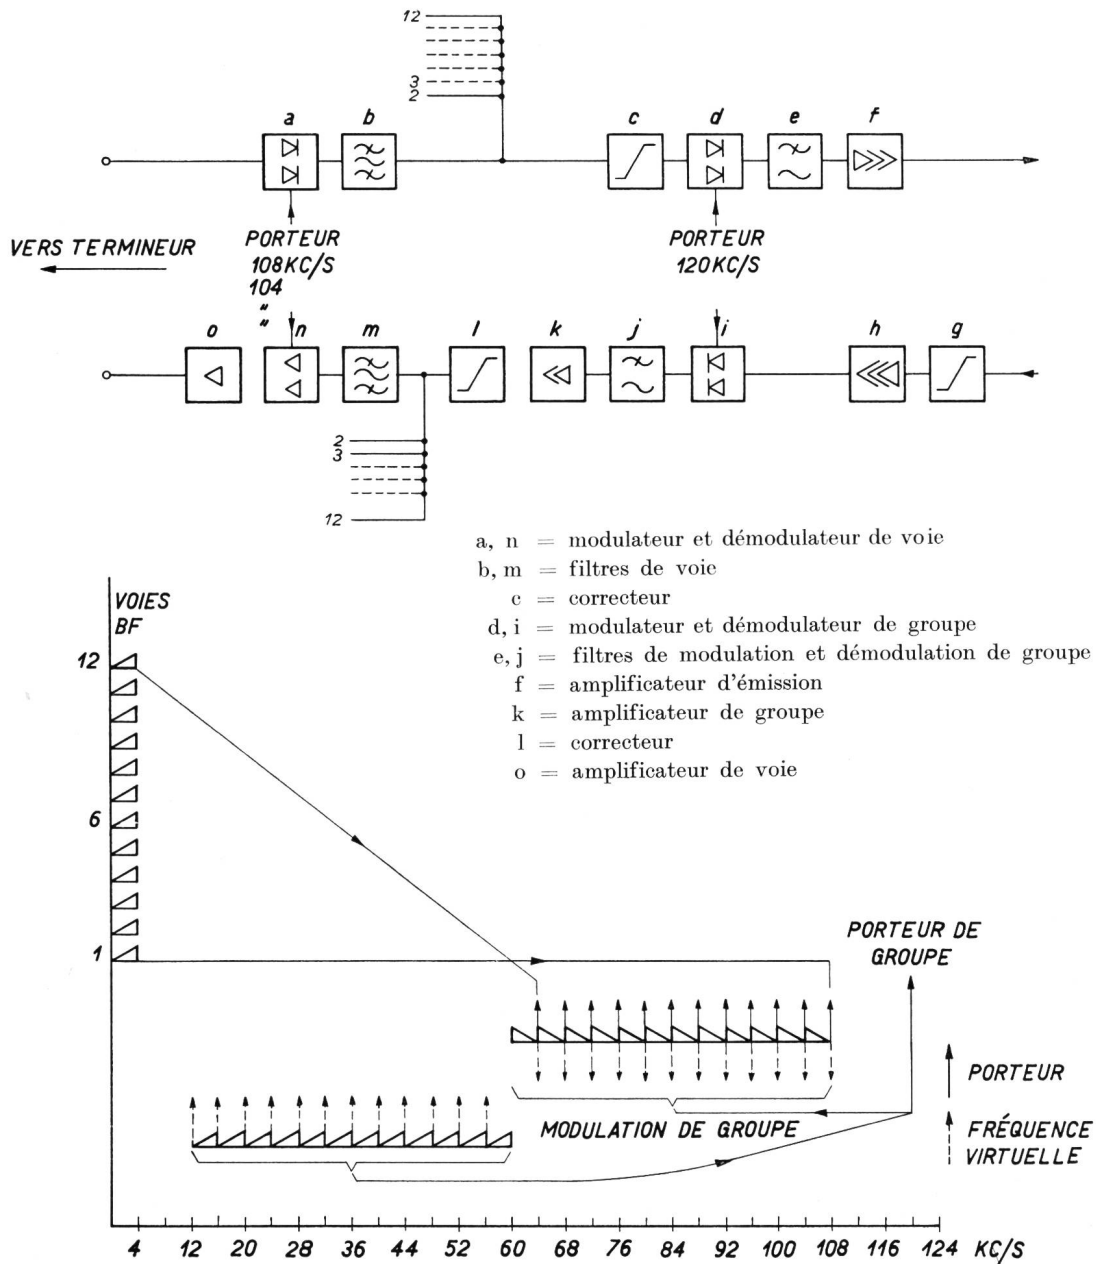 12
3
2
a
b
c
d
e
f
VERS TERMINEUR
PORTEUR
108KC/S
104
"
"
PORTEUR
120KC/S
o
n
m
l
k
j
i
h
g
2
3
12
a, n = modulateur et démodulateur de voie
b, m = filtres de voie
c = correcteur
d, i = modulateur et démodulateur de groupe
e, j = filtres de modulation et démodulation de groupe
f = amplificateur d'émission
k = amplificateur de groupe
l = correcteur
o = amplificateur de voie
VOIES
BF
12
6
1
PORTEUR DE
GROUPE
PORTEUR
MODULATION DE GROUPE
FRÉQUENCE
VIRTUELLE
4 12 20 28 36 44 52 60 68 76 84 92 100 108 116 124 KC/S